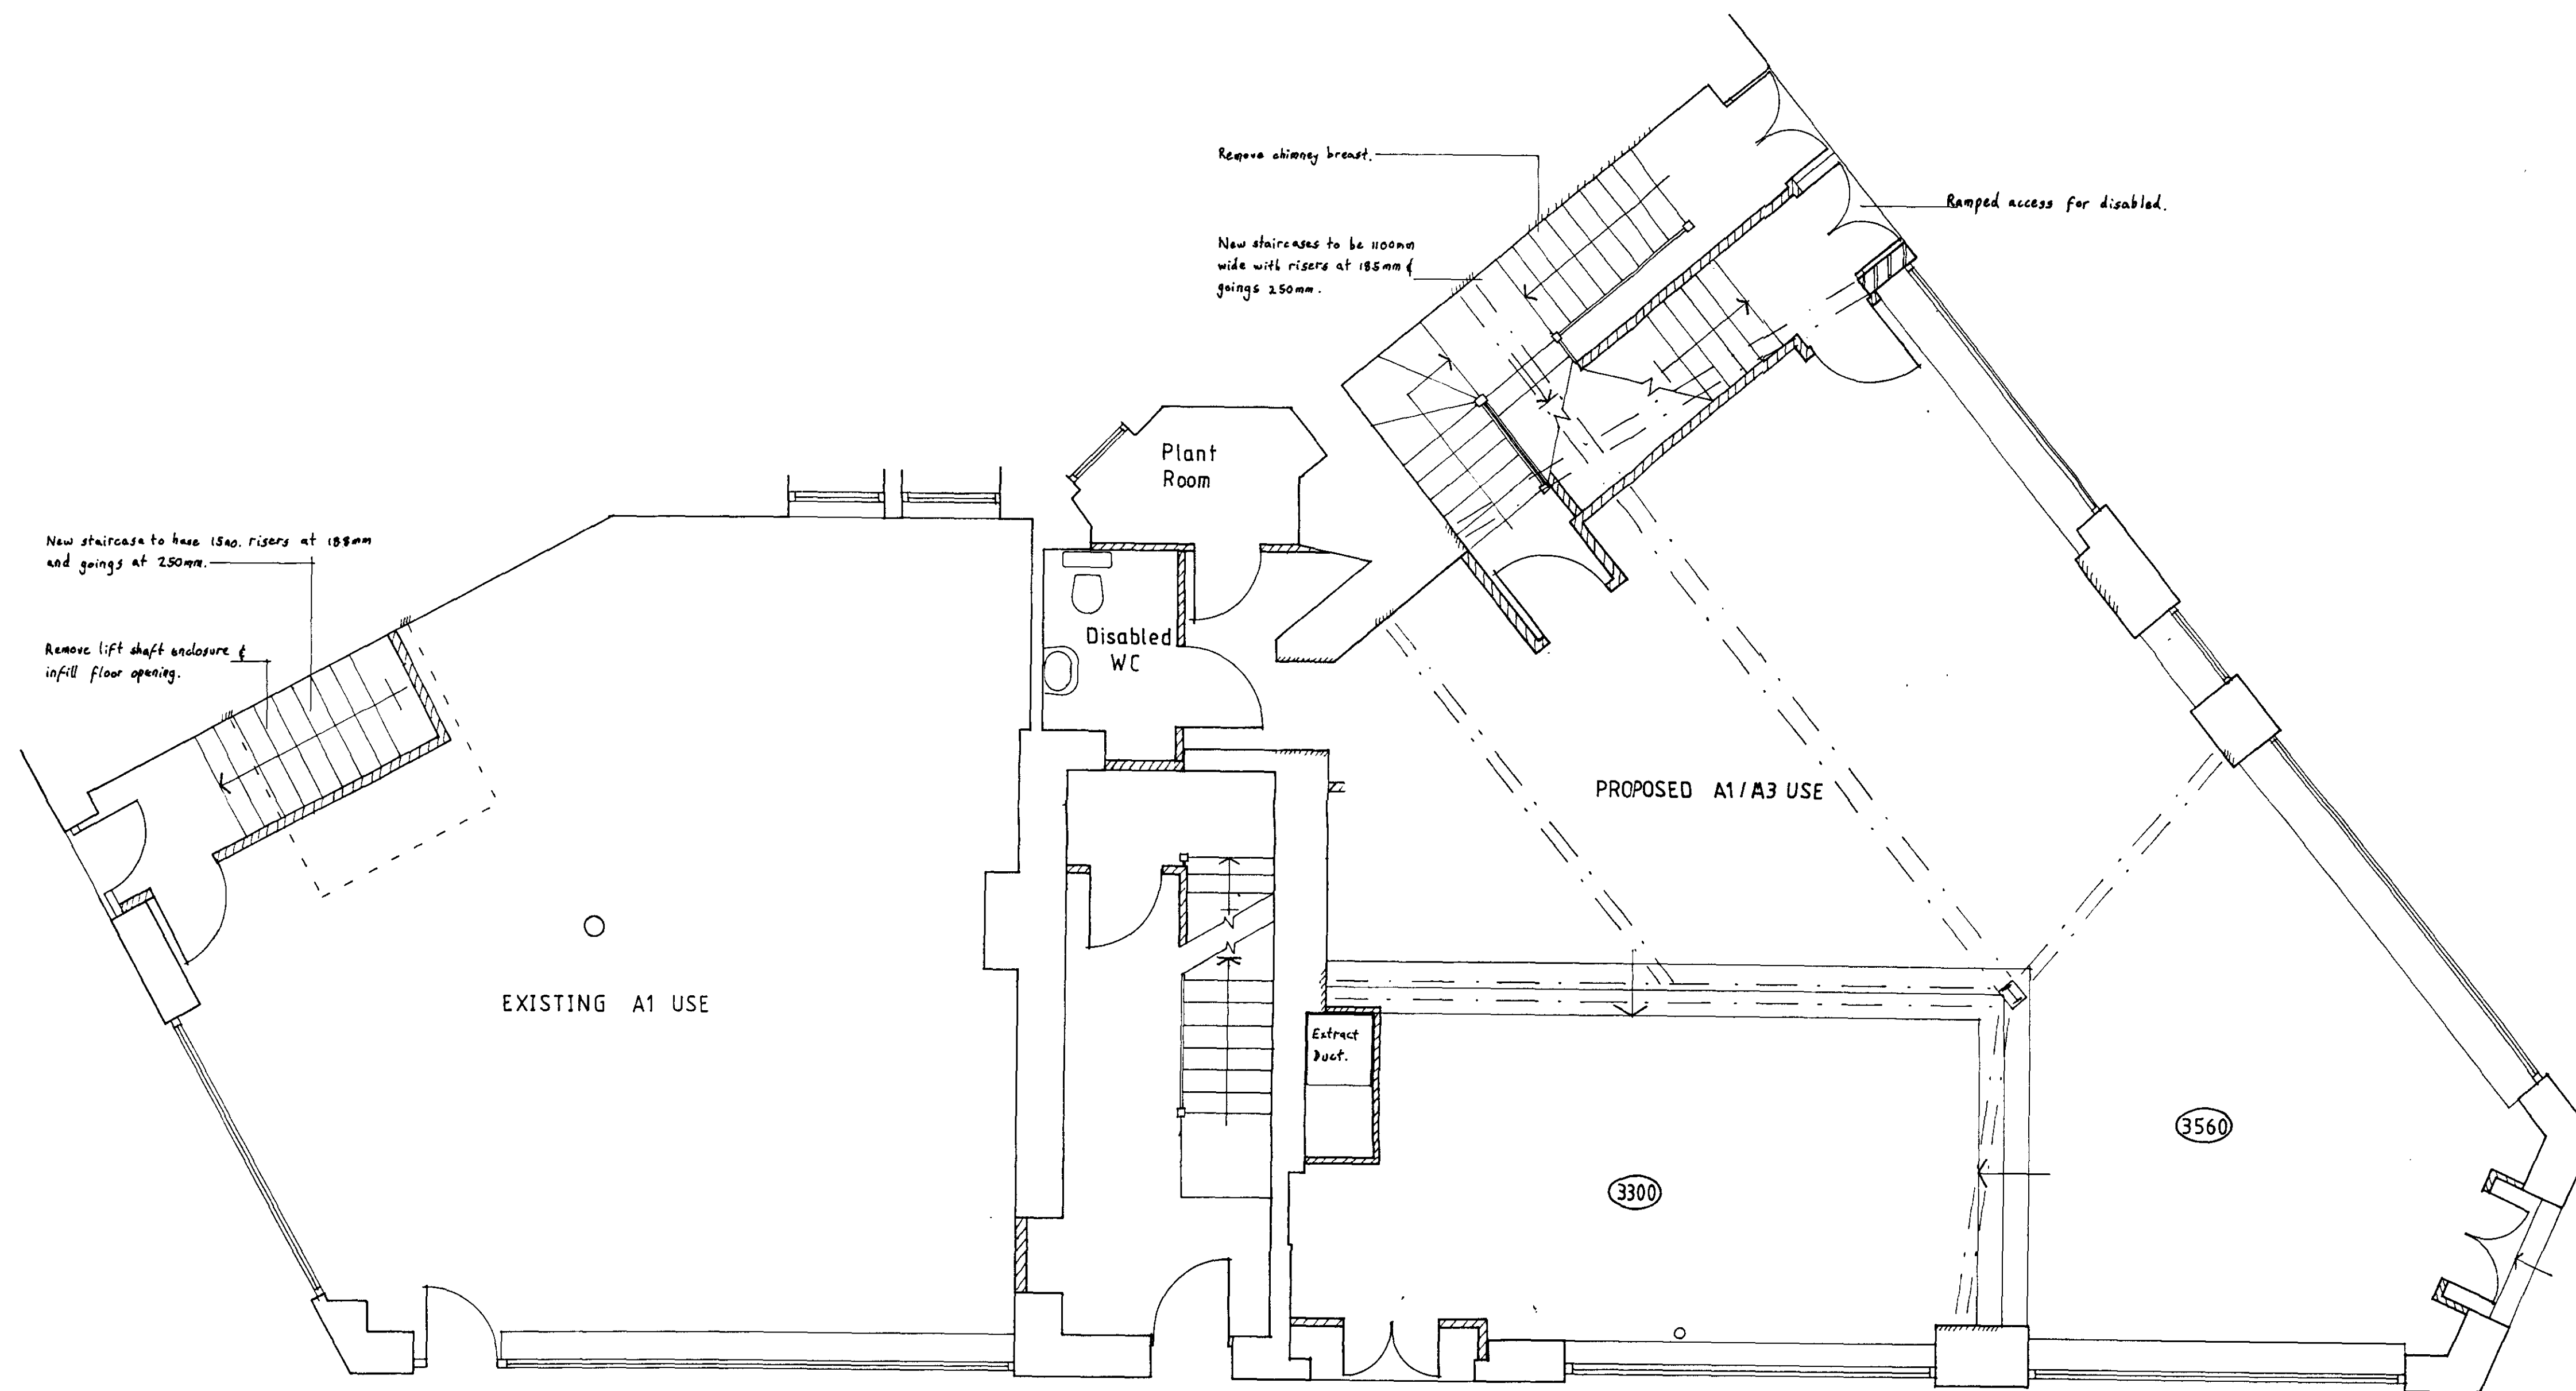 Remove chimney breast.
New staircases to be 1100mm
wide with risers at 185mm &
goings 250mm.
Ramped access for disabled.
Plant
Room
New staircase to have 15no. risers at 188mm
and goings at 250mm.
Remove lift shaft enclosure &
infill floor opening.
Disabled
WC
PROPOSED A1/A3 USE
EXISTING A1 USE
Extract
Duct.
3560
3300